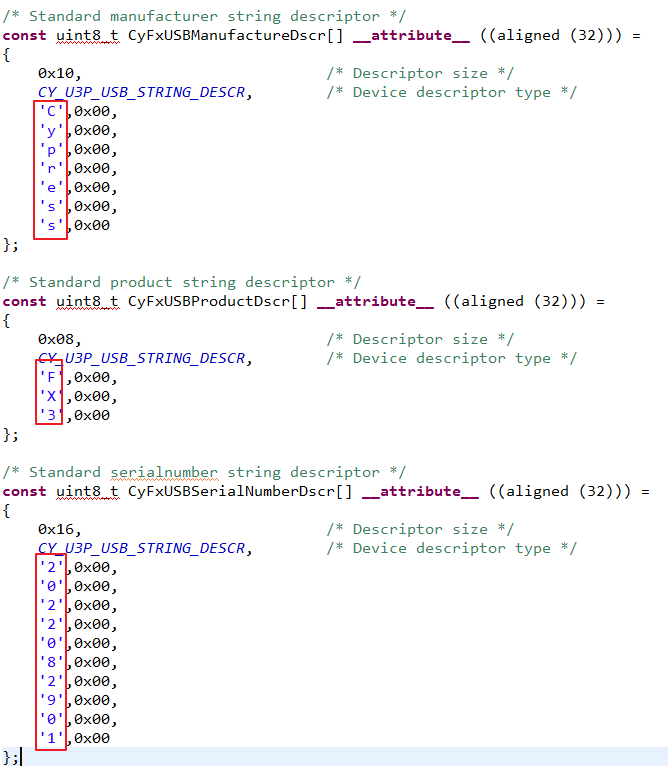 /* Standard manufacturer string descriptor */
const uint8_t CyFxUSBManufactureDscr[] __attribute__ ((aligned (32))) =
{
    0x10,                           /* Descriptor size */
    CY_U3P_USB_STRING_DESCR,        /* Device descriptor type */
    'C',0x00,
    'y',0x00,
    'p',0x00,
    'r',0x00,
    'e',0x00,
    's',0x00,
    's',0x00
};

/* Standard product string descriptor */
const uint8_t CyFxUSBProductDscr[] __attribute__ ((aligned (32))) =
{
    0x08,                           /* Descriptor size */
    CY_U3P_USB_STRING_DESCR,        /* Device descriptor type */
    'F',0x00,
    'X',0x00,
    '3',0x00
};

/* Standard serialnumber string descriptor */
const uint8_t CyFxUSBSerialNumberDscr[] __attribute__ ((aligned (32))) =
{
    0x16,                           /* Descriptor size */
    CY_U3P_USB_STRING_DESCR,        /* Device descriptor type */
    '2',0x00,
    '0',0x00,
    '2',0x00,
    '2',0x00,
    '0',0x00,
    '8',0x00,
    '2',0x00,
    '9',0x00,
    '0',0x00,
    '1',0x00
};